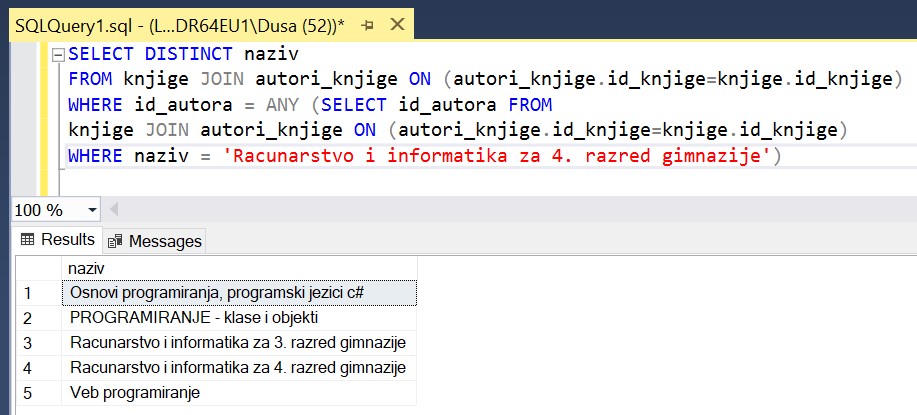 SQLQuery1.sql - (L...DR64EU1\Dusa (52))*
SELECT DISTINCT naziv
FROM knjige JOIN autori_knjige ON (autori_knjige.id_knjige=knjige.id_knjige)
WHERE id_autora = ANY (SELECT id_autora FROM
knjige JOIN autori_knjige ON (autori_knjige.id_knjige=knjige.id_knjige)
WHERE naziv = 'Racunarstvo i informatika za 4. razred gimnazije')
100 %
Results Messages
naziv
1 Osnovi programiranja, programski jezici c#
2 PROGRAMIRANJE - klase i objekti
3 Racunarstvo i informatika za 3. razred gimnazije
4 Racunarstvo i informatika za 4. razred gimnazije
5 Veb programiranje